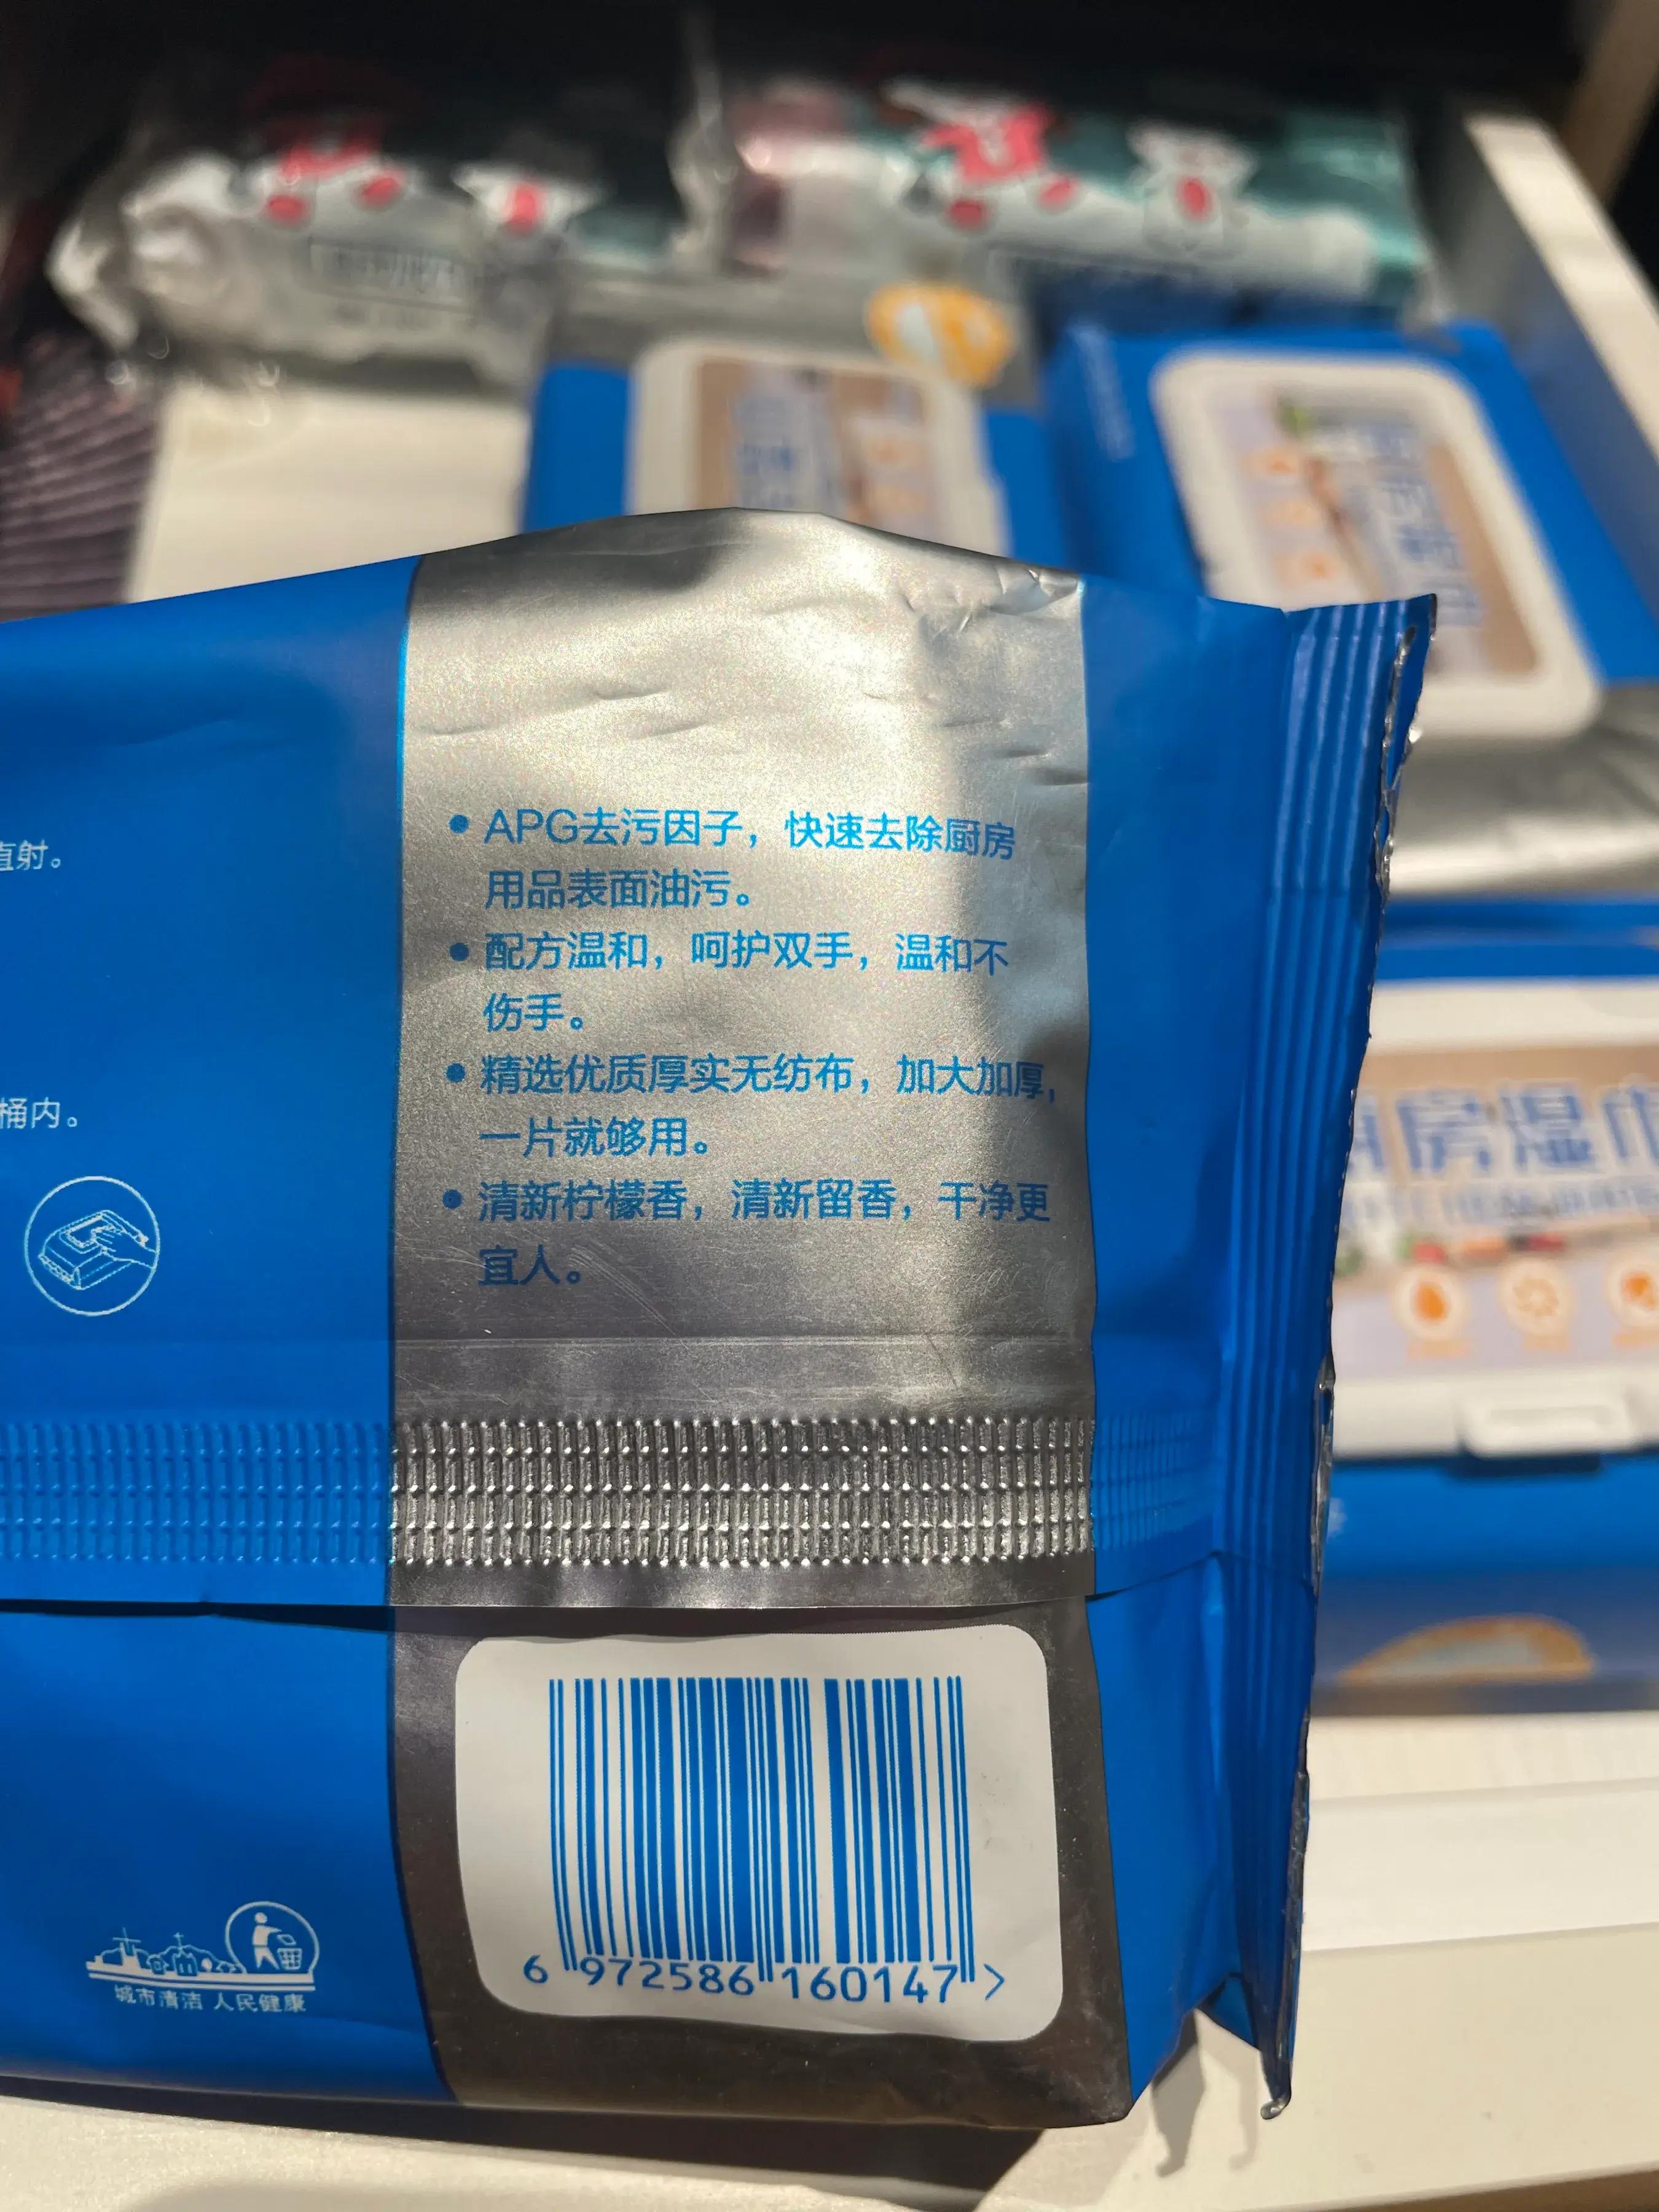 直射。
桶内。
• APG去污因子，快速去除厨房
用品表面油污。
• 配方温和，呵护双手，温和不
伤手。
• 精选优质厚实无纺布，加大加厚，
一片就够用。
• 清新柠檬香，清新留香，干净更
宜人。
城市清洁 人民健康
6 972586 160147 >
房湿巾